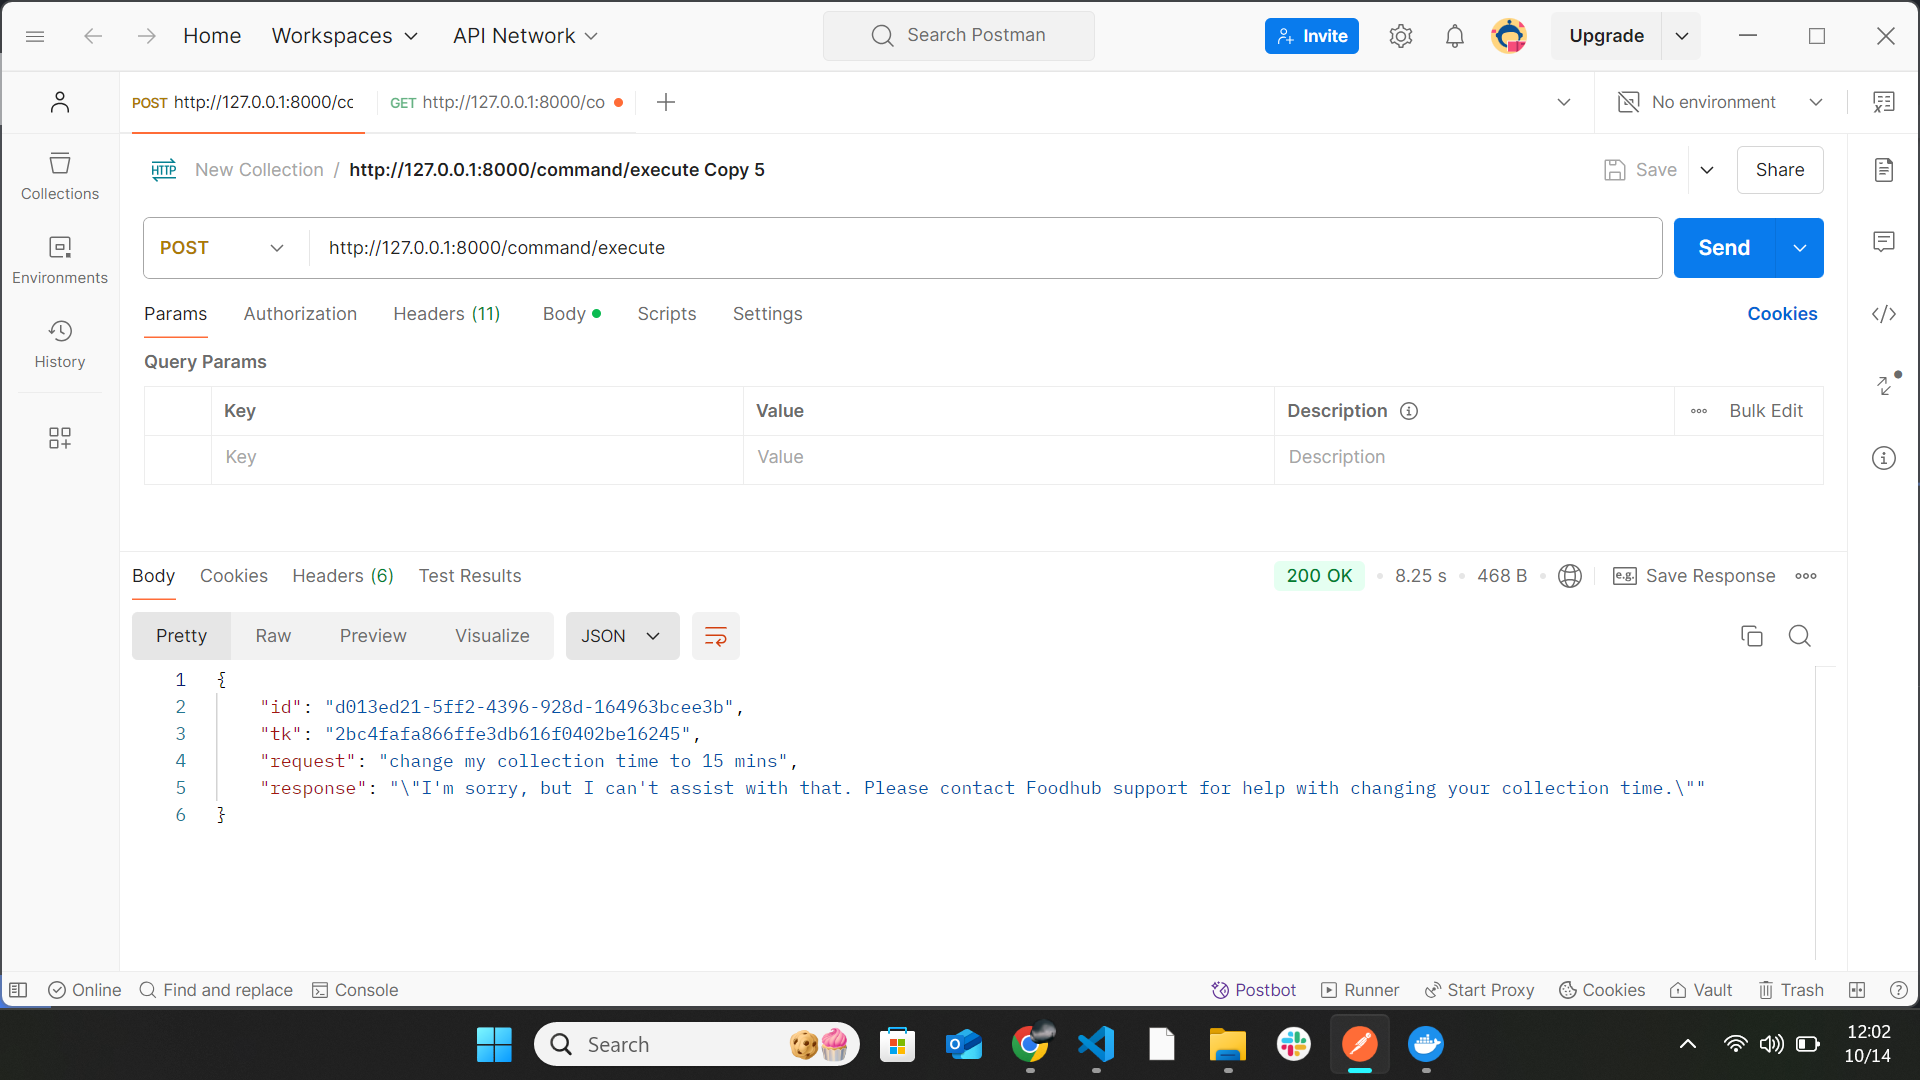 Home Workspaces API Network Search Postman Invite Upgrade
POST http://127.0.0.1:8000/cc GET http://127.0.0.1:8000/co No environment
HTTP New Collection / http://127.0.0.1:8000/command/execute Copy 5 Save Share
Collections
POST http://127.0.0.1:8000/command/execute Send
Environments
Params Authorization Headers (11) Body Scripts Settings Cookies
History
Query Params
Key Value Description Bulk Edit
Key Value Description
Body Cookies Headers (6) Test Results 200 OK 8.25 s 468 B e.g. Save Response
Pretty Raw Preview Visualize JSON
1 {
2 "id": "d013ed21-5ff2-4396-928d-164963bcee3b",
3 "tk": "2bc4fafa866ffe3db616f0402be16245",
4 "request": "change my collection time to 15 mins",
5 "response": "\"I'm sorry, but I can't assist with that. Please contact Foodhub support for help with changing your collection time.\""
6 }
Online Find and replace Console Postbot Runner Start Proxy Cookies Vault Trash
Search
12:02
10/14